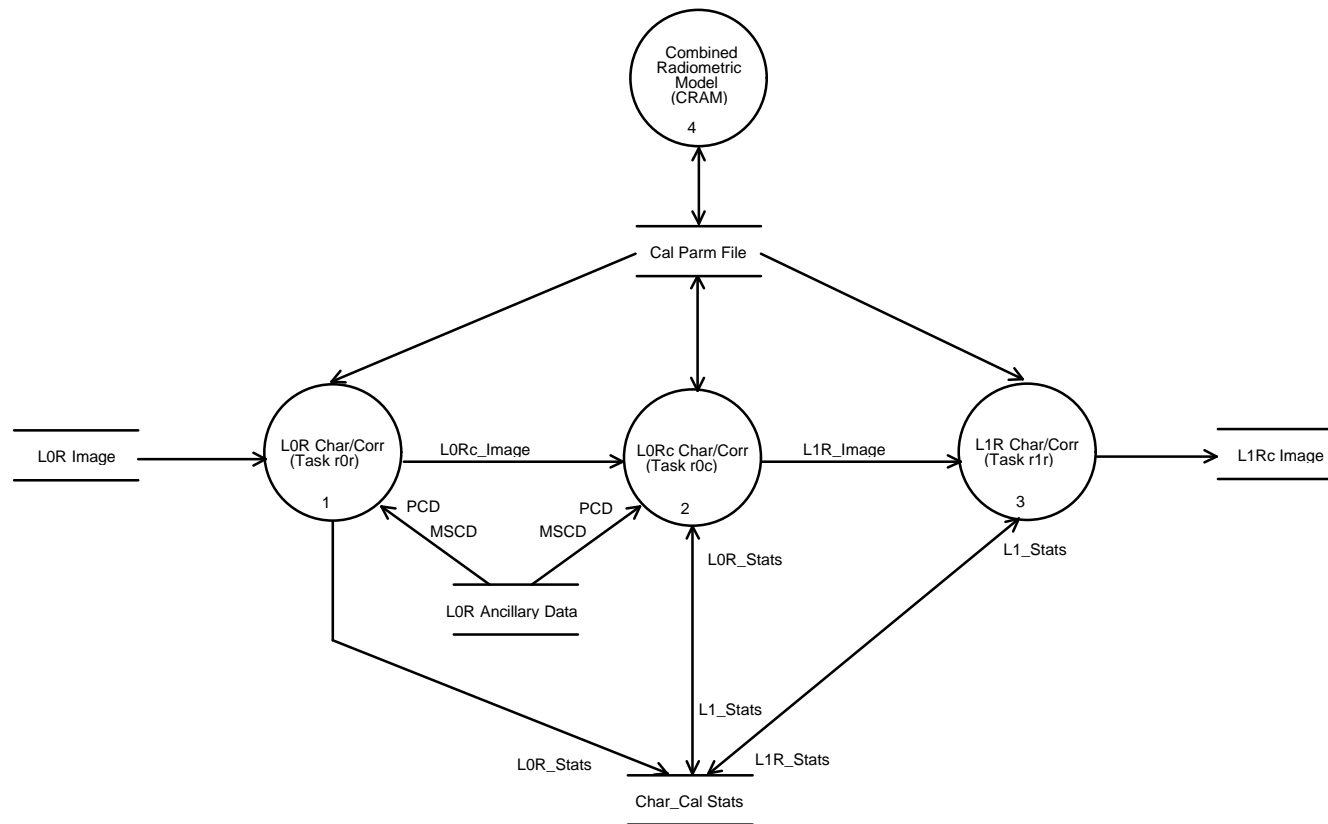 Combined
Radiometric
Model
(CRAM)
4
Cal Parm File
L0R Image
L0R Char/Corr
(Task r0r)
1
L0Rc_Image
L0Rc Char/Corr
(Task r0c)
2
L1R_Image
L1R Char/Corr
(Task r1r)
3
L1Rc Image
PCD
MSCD
PCD
MSCD
L0R Ancillary Data
L0R_Stats
L1_Stats
L1_Stats
L0R_Stats
L1R_Stats
Char_Cal Stats